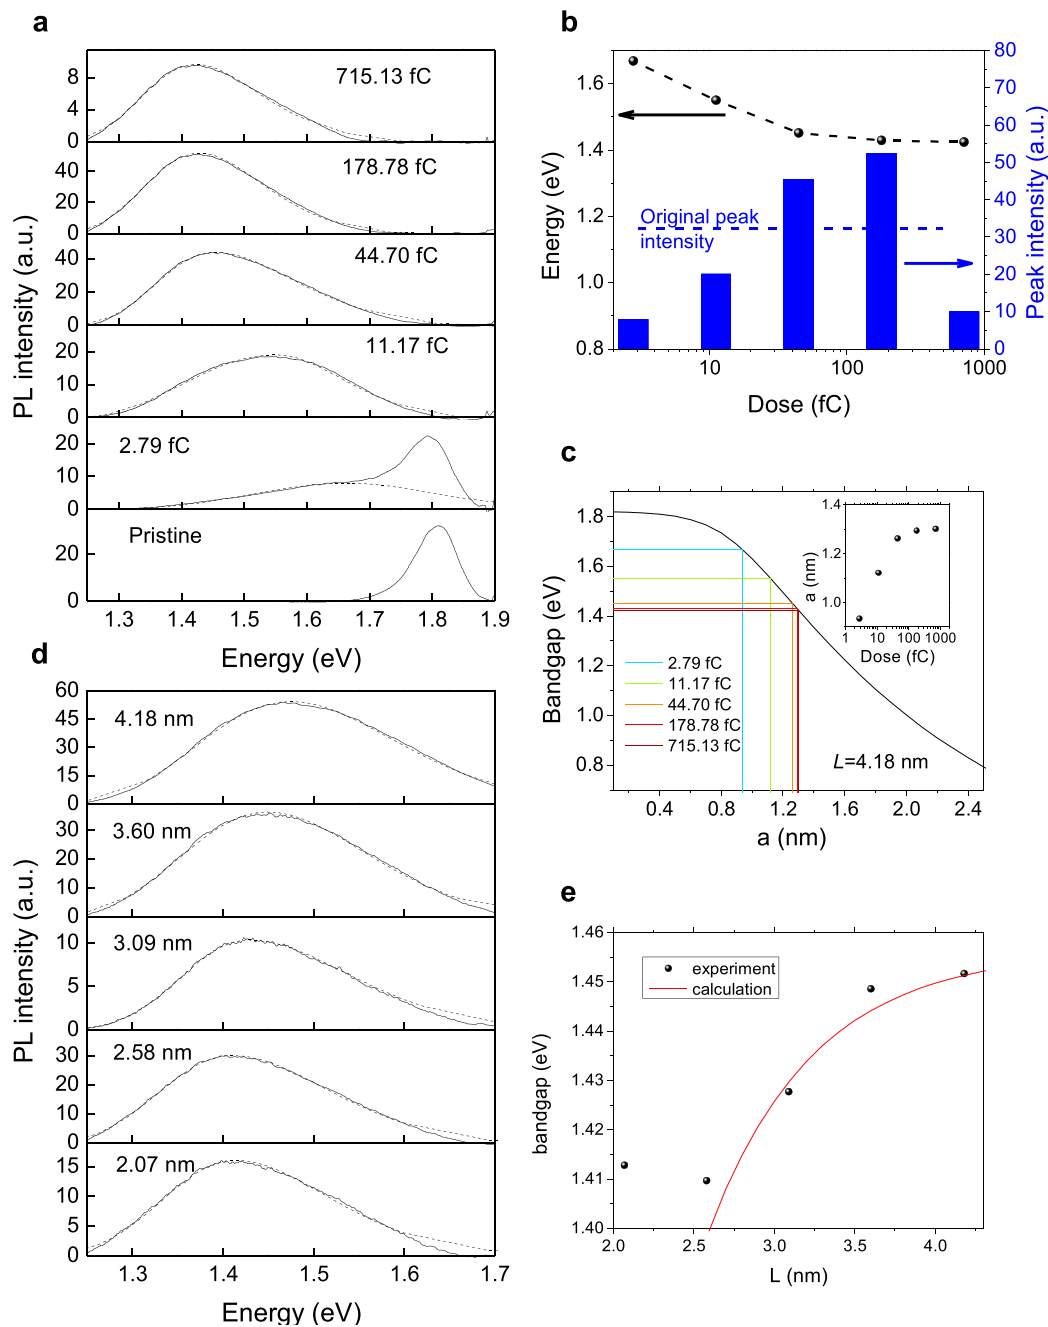 a
715.13 fC
8
4
0
178.78 fC
40
20
0
44.70 fC
40
20
0
11.17 fC
20
10
0
2.79 fC
20
10
0
Pristine
20
0
1.3 1.4 1.5 1.6 1.7 1.8 1.9
Energy (eV)
PL intensity (a.u.)
b
1.6
1.4
1.2
1.0
0.8
Energy (eV)
80
70
60
50
40
30
20
10
0
Peak intensity (a.u.)
Original peak
intensity
10 100 1000
Dose (fC)
c
1.8
1.6
1.4
1.2
1.0
0.8
Bandgap (eV)
2.79 fC
11.17 fC
44.70 fC
178.78 fC
715.13 fC
L=4.18 nm
0.4 0.8 1.2 1.6 2.0 2.4
a (nm)
1.4
1.2
1.0
a (nm)
1 10 100 1000
Dose (fC)
d
60
45
30
15
0
4.18 nm
30
20
10
0
3.60 nm
10
5
0
3.09 nm
30
20
10
0
2.58 nm
15
10
5
0
2.07 nm
1.3 1.4 1.5 1.6 1.7
Energy (eV)
PL intensity (a.u.)
e
1.46
1.45
1.44
1.43
1.42
1.41
1.40
bandgap (eV)
experiment
calculation
2.0 2.5 3.0 3.5 4.0
L (nm)